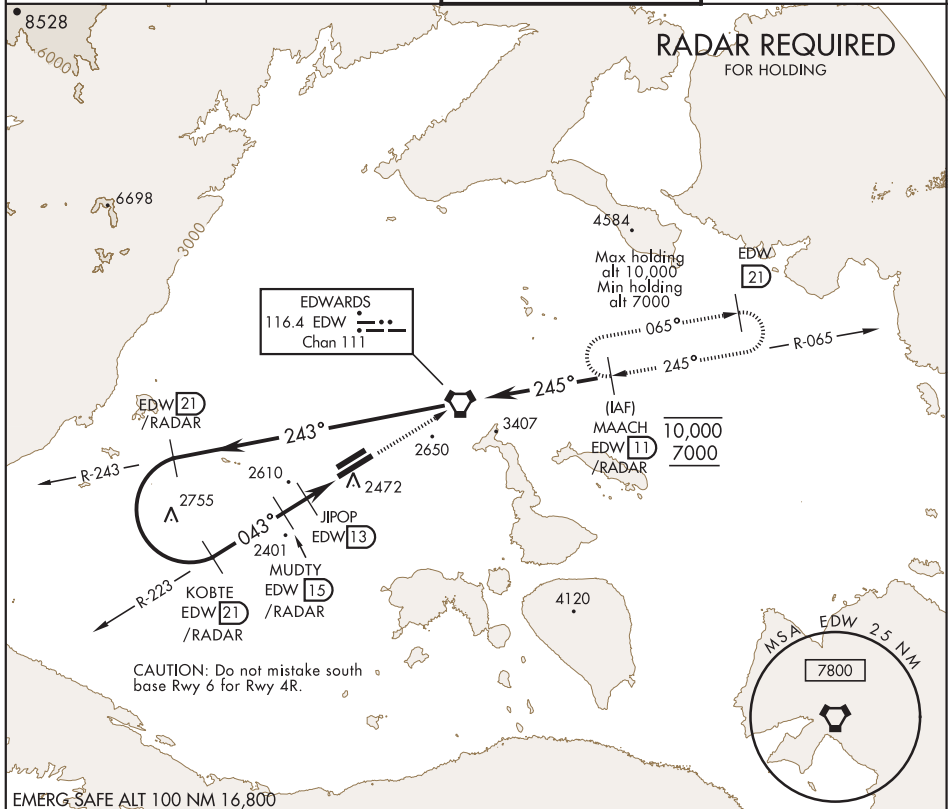 8528
6000
RADAR REQUIRED
FOR HOLDING
6698
3000
4584
Max holding
alt 10,000
Min holding
alt 7000
EDW
21
EDWARDS
116.4 EDW
Chan 111
065°
R-065
245°
245°
(IAF)
MAACH
EDW 11
/RADAR
10,000
7000
EDW 21
/RADAR
243°
3407
2650
R-243
2610
2472
2755
043°
JIPOP
EDW 13
2401
MUDTY
EDW 15
/RADAR
R-223
KOBTE
EDW 21
/RADAR
4120
CAUTION: Do not mistake south
base Rwy 6 for Rwy 4R.
MSA EDW 25 NM
7800
EMERG SAFE ALT 100 NM 16,800